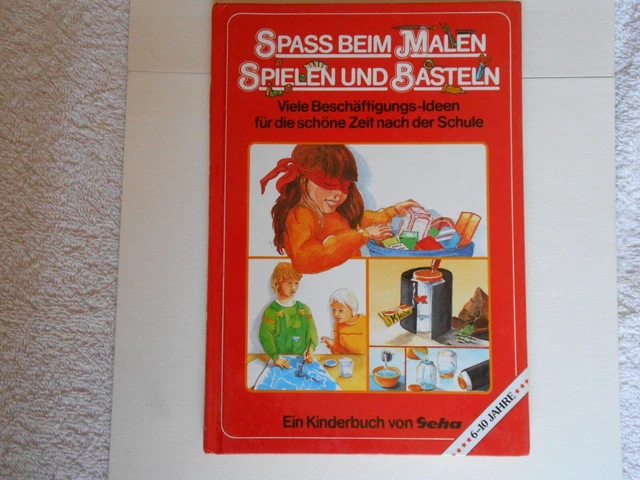 SPASS BEIM MALEN
SPIELEN UND BASTELN
Viele Beschäftigungs-Ideen
für die schöne Zeit nach der Schule
Ein Kinderbuch von Geha
6–10 JAHRE